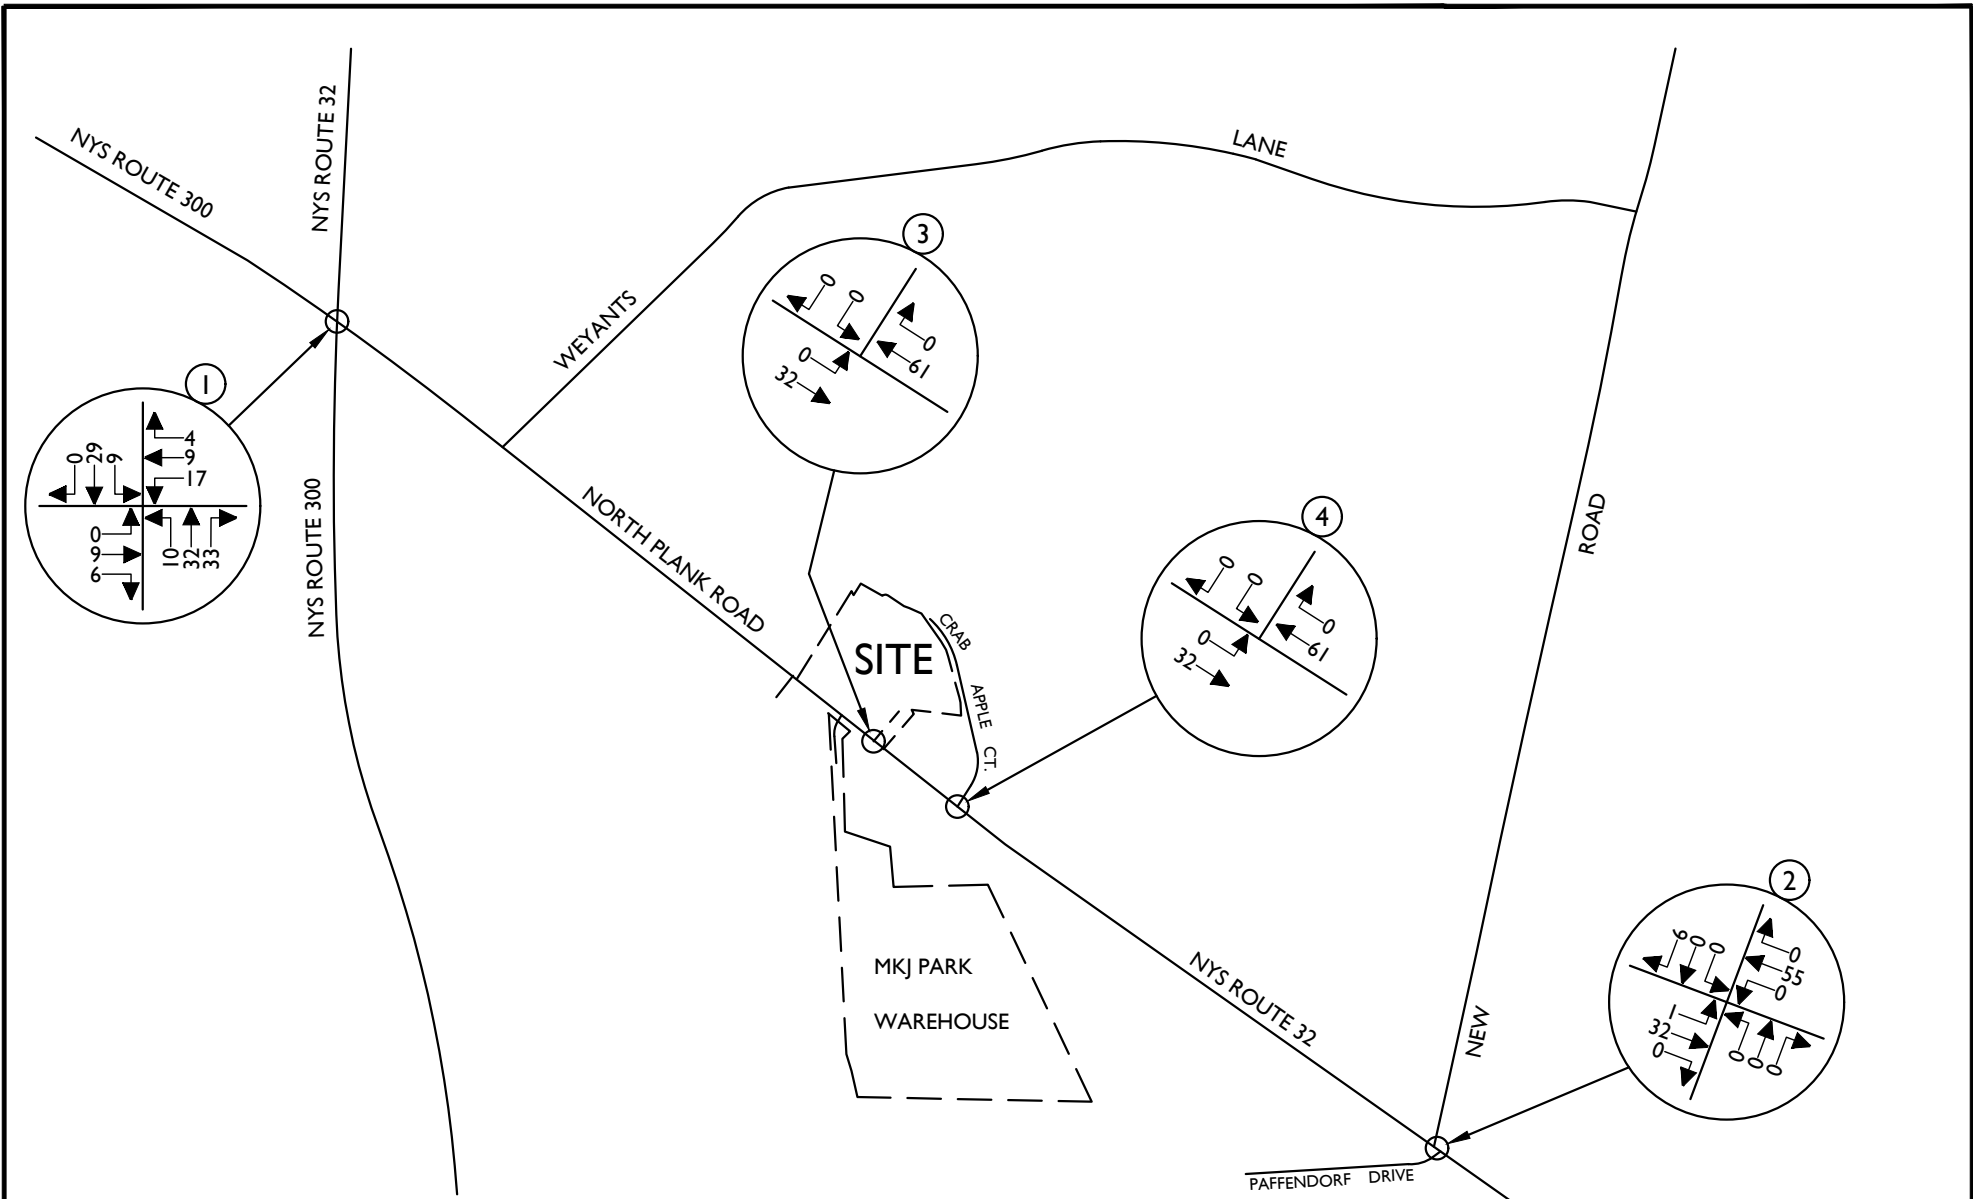 NYS ROUTE 300
NYS ROUTE 32
LANE
WEYANTS
3
0
0
0
61
0
32
1
0
29
9
4
9
17
0
9
6
10
32
33
NYS ROUTE 300
NORTH PLANK ROAD
ROAD
4
0
0
0
61
0
32
SITE
CRAB
APPLE
CT.
MKJ PARK
WAREHOUSE
NYS ROUTE 32
NEW
2
6
0
0
0
55
0
1
32
0
0
0
0
PAFFENDORF DRIVE